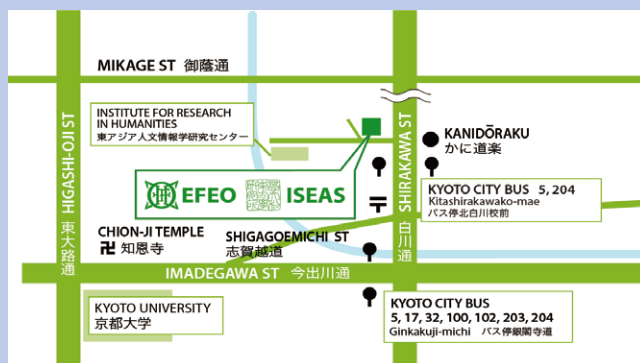 MIKAGE ST 御蔭通
HIGASHI-OJI ST 東大路通
INSTITUTE FOR RESEARCH
IN HUMANITIES
東アジア人文情報学研究センター
SHIRAKAWA ST 白川通
KANIDŌRAKU
かに道楽
EFEO ISEAS
KYOTO CITY BUS 5, 204
Kitashirakawako-mae
バス停北白川校前
CHION-JI TEMPLE
卍 知恩寺
SHIGAGOEMICHI ST
志賀越道
IMADEGAWA ST 今出川通
KYOTO UNIVERSITY
京都大学
KYOTO CITY BUS
5, 17, 32, 100, 102, 203, 204
Ginkakuji-michi バス停銀閣寺道